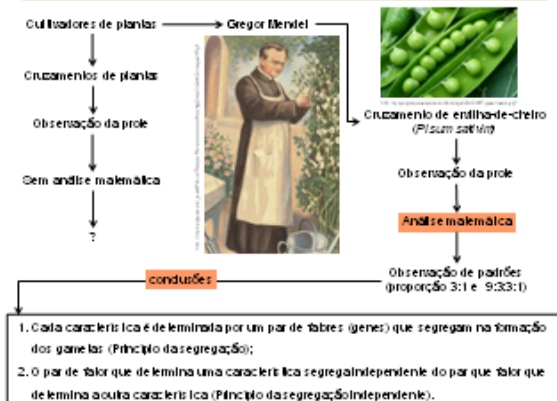 Cultivadores de plantas
Gregor Mendel
Cruzamentos de plantas
Observação da prole
Sem análise matemática
?
Cruzamento de ervilha-de-cheiro
(Pisum sativum)
Observação da prole
Análise matemática
Observação de padrões
(proporção 3:1 e 9:3:3:1)
conclusões
1. Cada característica é determinada por um par de fatores (genes) que segregam na formação
dos gametas (Princípio da segregação);
2. O par de fator que determina uma característica segrega independente do par que fator que
determina a outra característica (Princípio da segregação independente).